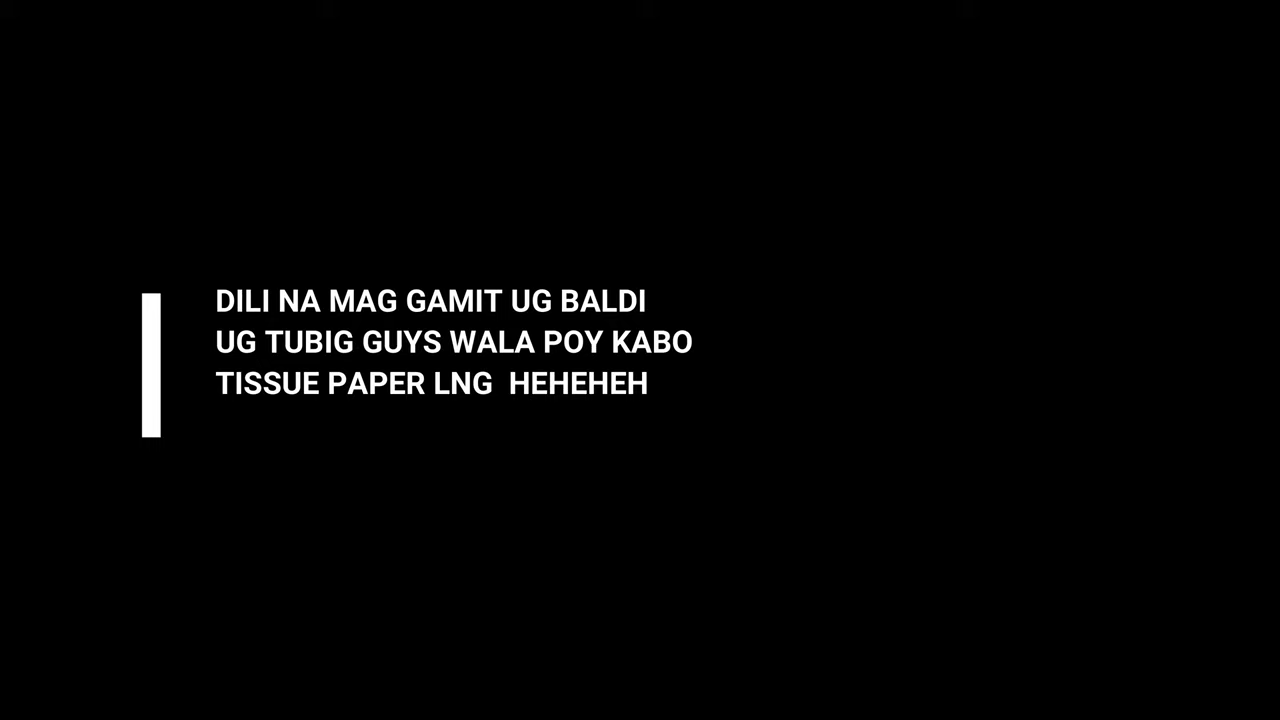 DILI NA MAG GAMIT UG BALDI
UG TUBIG GUYS WALA POY KABO
TISSUE PAPER LNG  HEHEHEH